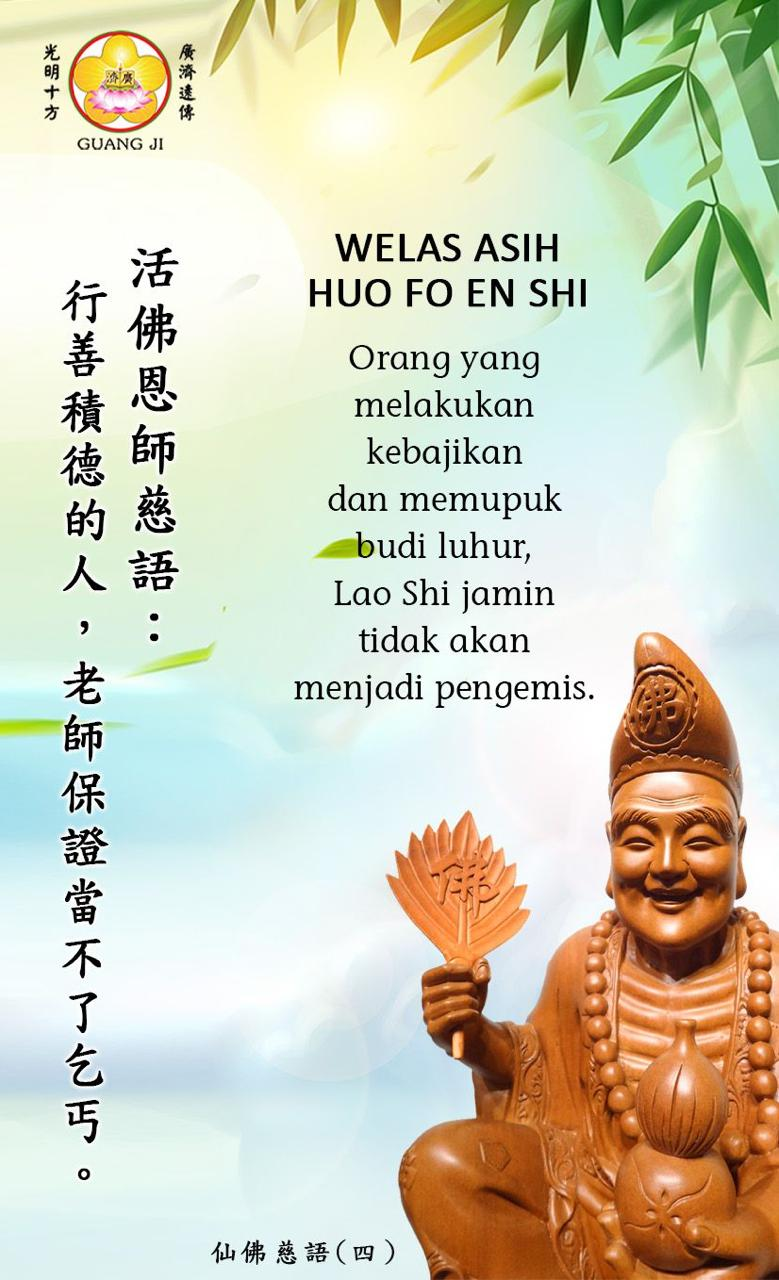 光明十方
廣濟遠傳
廣濟
GUANG JI
活佛恩師慈語：
行善積德的人，老師保證當不了乞丐。
WELAS ASIH
HUO FO EN SHI
Orang yang
melakukan
kebajikan
dan memupuk
budi luhur,
Lao Shi jamin
tidak akan
menjadi pengemis.
佛
佛
仙佛慈語(四)